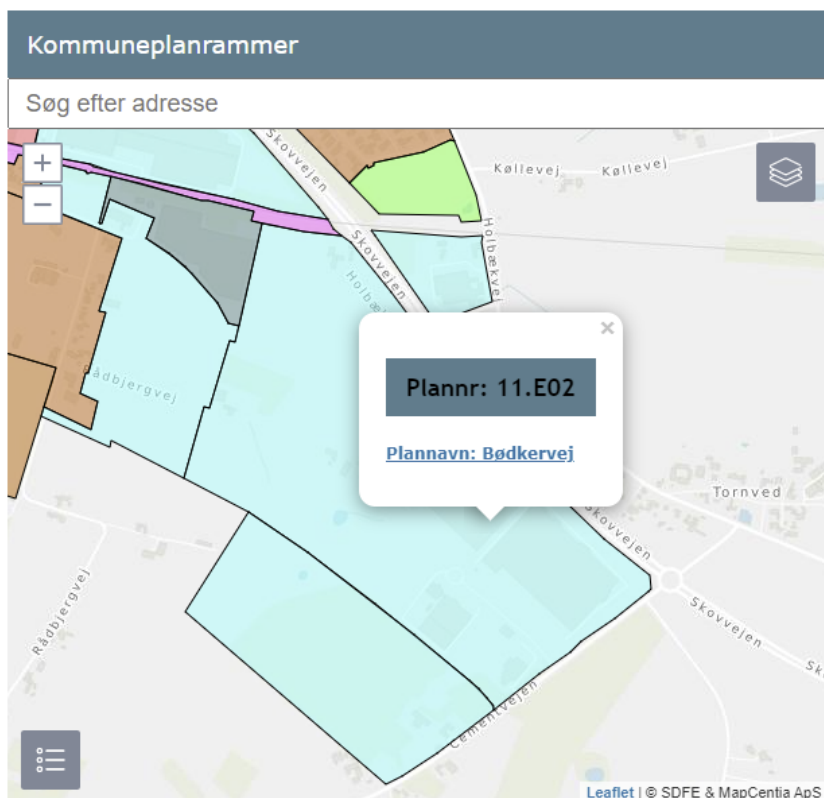 Kommuneplanrammer
Søg efter adresse
+
−
Skovvejen
Køllevej
Køllevej
Holbækvej
Skovvejen
Rådbjergvej
×
Plannr: 11.E02
Plannavn: Bødkervej
Tornved
Skovvejen
Skovvejen
Rådbjergvej
Cementvejen
Leaflet | © SDFE & MapCentia ApS